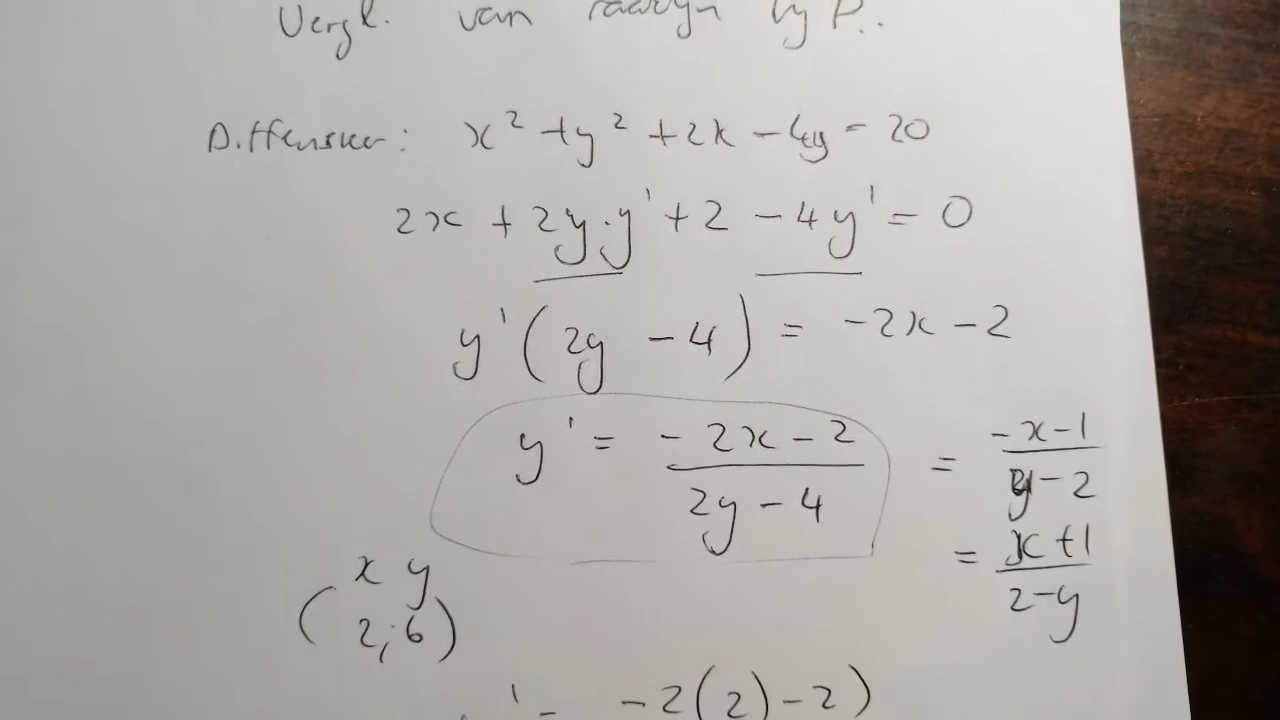 Vergl. van raaklyn by P.
Differensieer: x² + y² + 2x - 4y = 20
2x + 2y.y' + 2 - 4y' = 0
y'(2y - 4) = -2x - 2
y' = (-2x - 2)/(2y - 4) = (-x-1)/(y-2)
= (x+1)/(2-y)
x y
(2;6)
-2(2)-2)